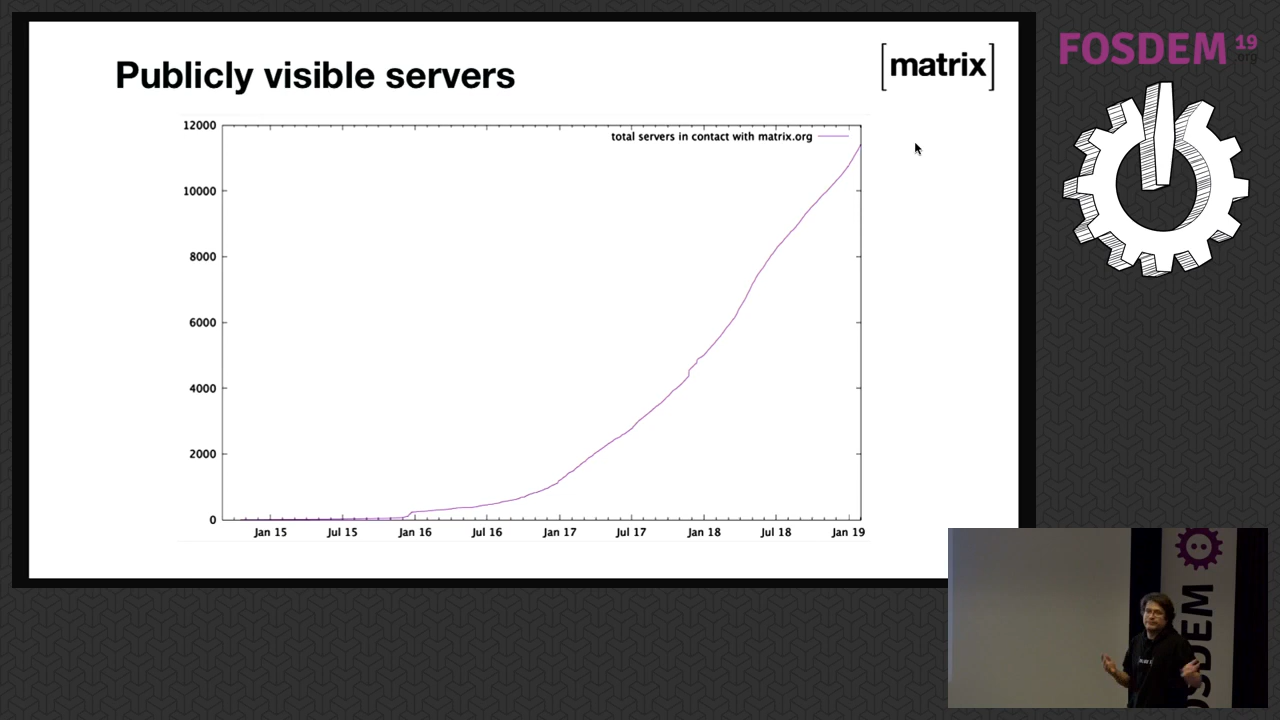 Publicly visible servers
[matrix]
FOSDEM 19
.org
12000
total servers in contact with matrix.org
10000
8000
6000
4000
2000
0
Jan 15 Jul 15 Jan 16 Jul 16 Jan 17 Jul 17 Jan 18 Jul 18 Jan 19
FOSDEM